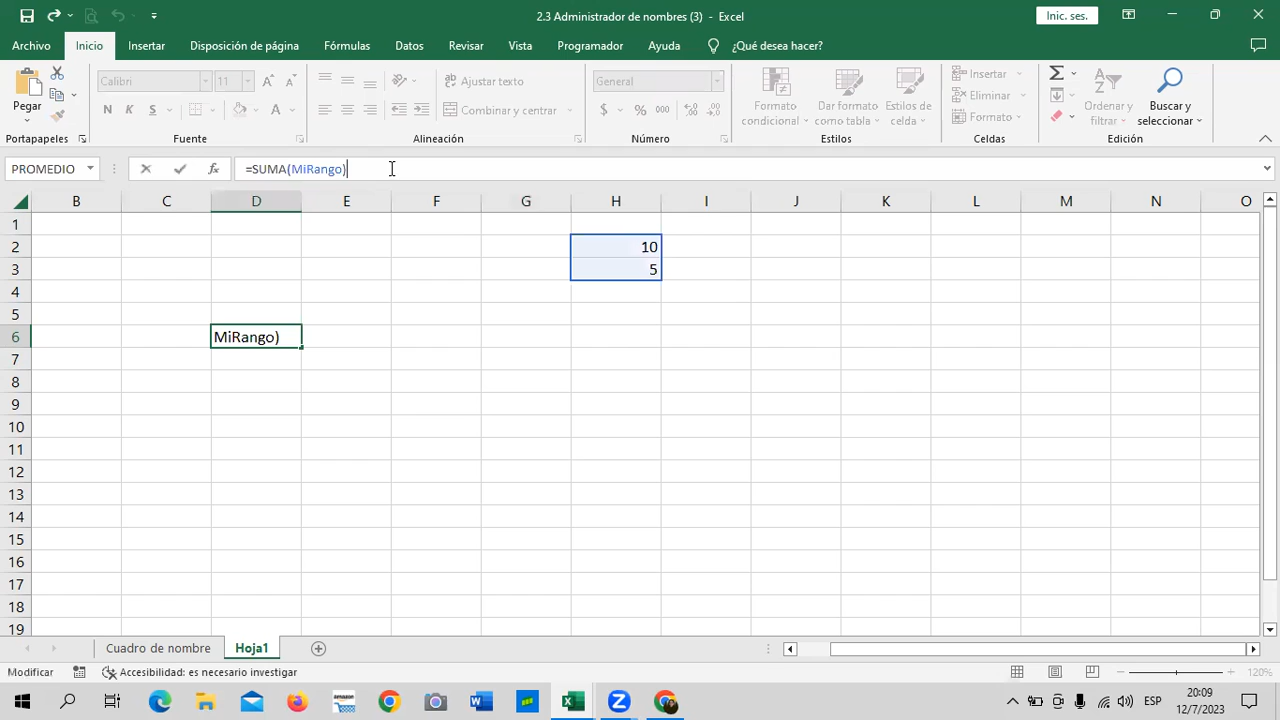 2.3 Administrador de nombres (3) - Excel
Inic. ses.
Archivo Inicio Insertar Disposición de página Fórmulas Datos Revisar Vista Programador Ayuda ¿Qué desea hacer?
Pegar
Calibri 11
N K S
Ajustar texto
Combinar y centrar
General
$ % 000
Formato condicional
Dar formato como tabla
Estilos de celda
Insertar
Eliminar
Formato
Ordenar y filtrar
Buscar y seleccionar
Portapapeles Fuente Alineación Número Estilos Celdas Edición
PROMEDIO fx =SUMA(MiRango)
B C D E F G H I J K L M N O
1
2 10
3 5
4
5
6 MiRango)
7
8
9
10
11
12
13
14
15
16
17
18
19
Cuadro de nombre Hoja1
Modificar Accesibilidad: es necesario investigar 120%
ESP 20:09
12/7/2023